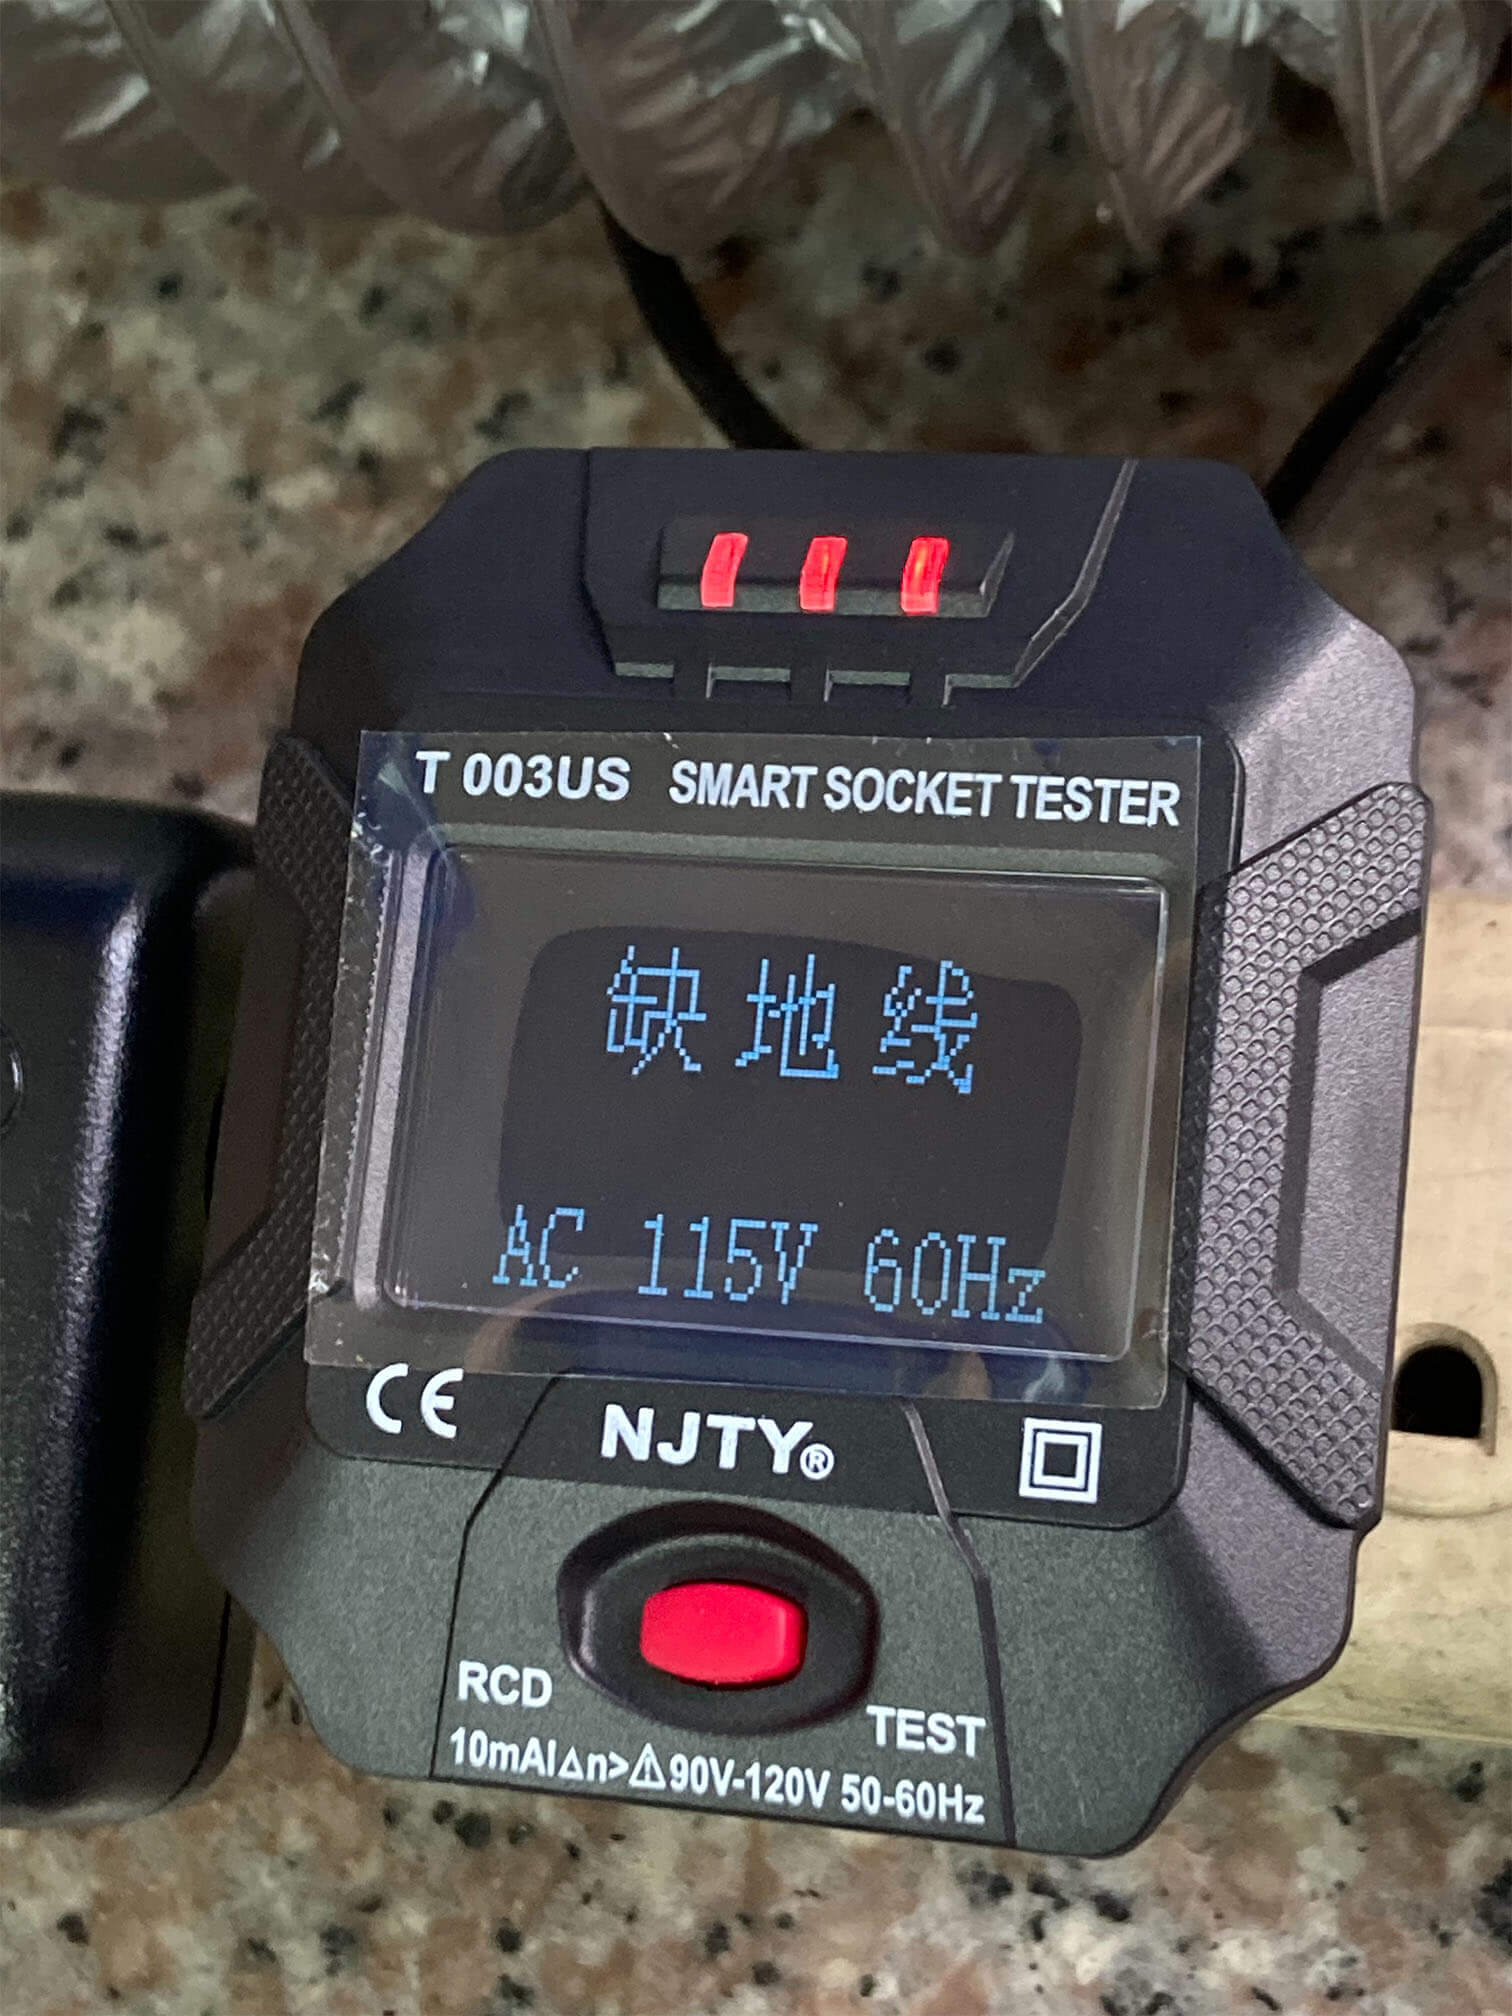 T 003US SMART SOCKET TESTER
缺地线
AC 115V 60Hz
CE NJTY®
RCD
TEST
10mAI△n>⚠90V-120V 50-60Hz